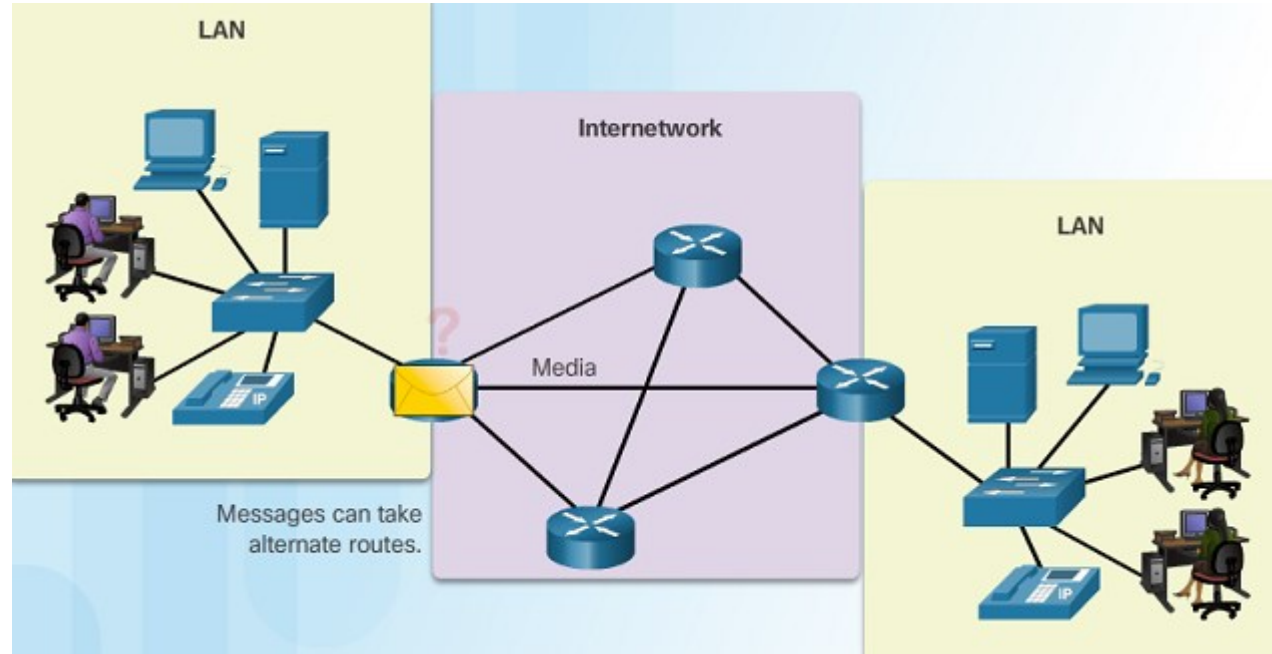 LAN
Internetwork
LAN
?
Media
IP
Messages can take
alternate routes.
IP